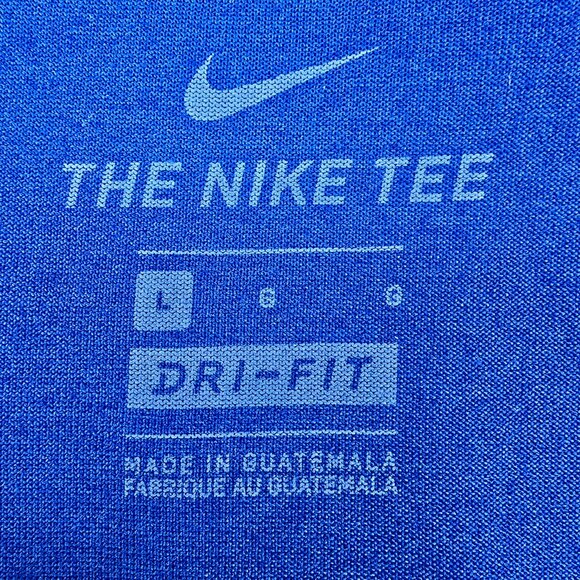 THE NIKE TEE
L G G
DRI-FIT
MADE IN GUATEMALA
FABRIQUE AU GUATEMALA